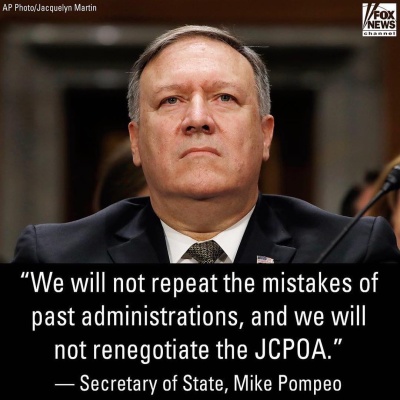 AP Photo/Jacquelyn Martin
FOX
NEWS
channel
“We will not repeat the mistakes of
past administrations, and we will
not renegotiate the JCPOA.”
— Secretary of State, Mike Pompeo